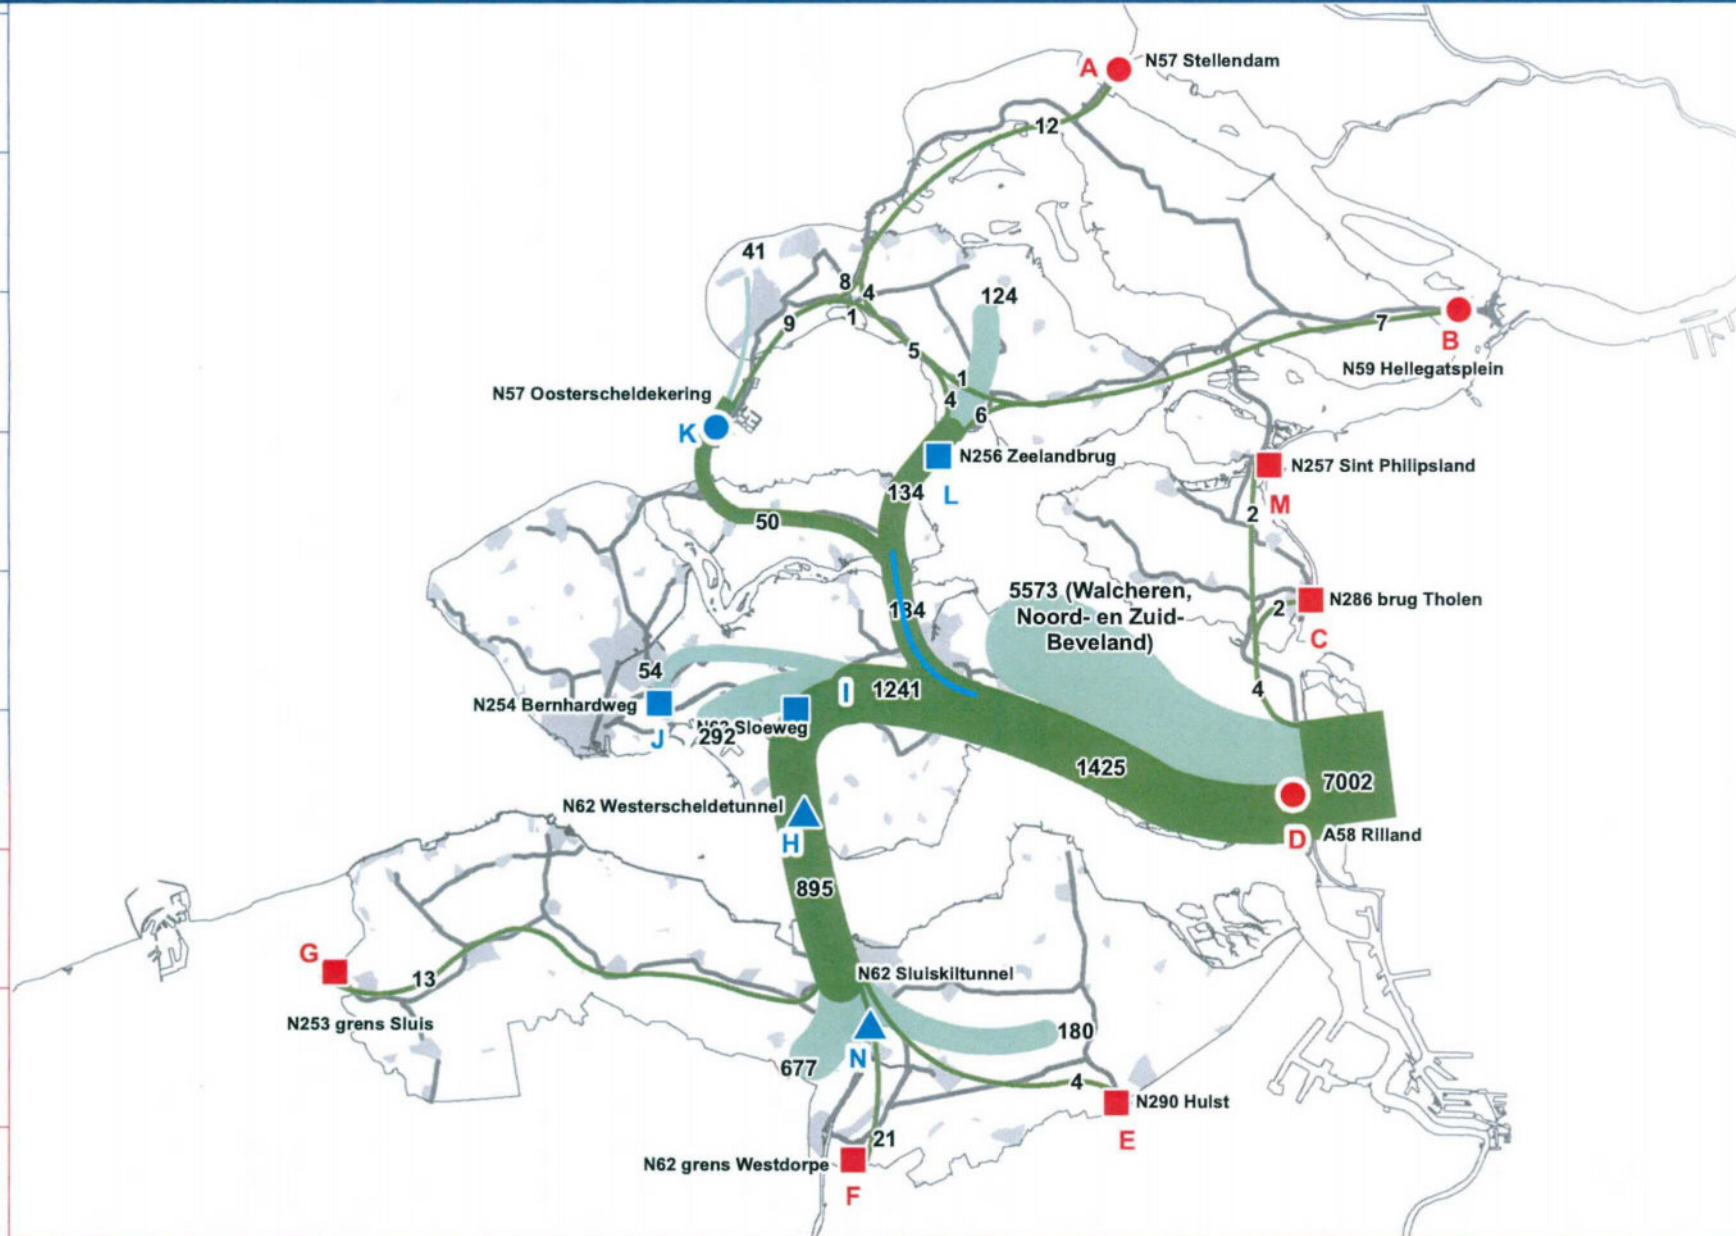 A
N57 Stellendam
12
41
8
4
124
9
1
7
B
5
N59 Hellegatsplein
1
N57 Oosterscheldekering
4
6
K
N256 Zeelandbrug
N257 Sint Philipsland
134
L
M
50
2
5573 (Walcheren,
Noord- en Zuid-
Beveland)
184
2
N286 brug Tholen
C
54
I
1241
4
N254 Bernhardweg
J
N62 Sloeweg
292
1425
7002
N62 Westerscheldetunnel
H
D
A58 Rilland
895
G
13
N62 Sluiskiltunnel
N253 grens Sluis
180
N
677
4
N290 Hulst
21
E
N62 grens Westdorpe
F